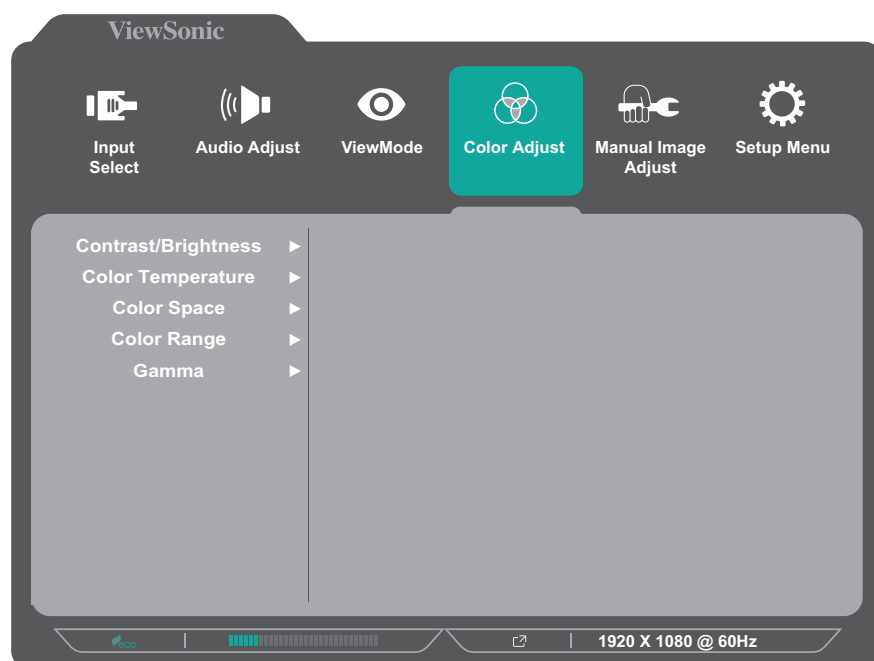 ViewSonic
Input Select
Audio Adjust
ViewMode
Color Adjust
Manual Image Adjust
Setup Menu
Contrast/Brightness
Color Temperature
Color Space
Color Range
Gamma
eco
1920 X 1080 @ 60Hz